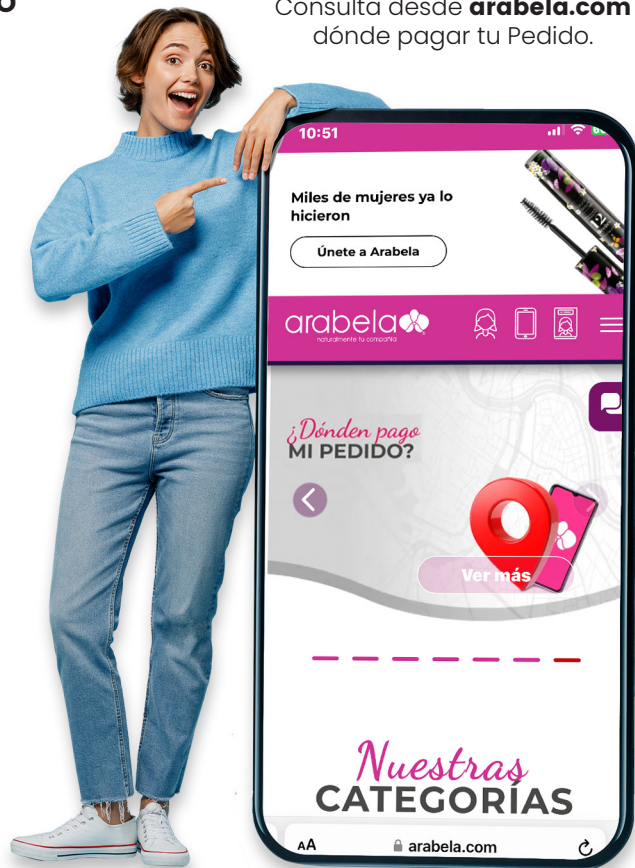 o
Consulta desde arabela.com
dónde pagar tu Pedido.
10:51
Miles de mujeres ya lo
hicieron
Únete a Arabela
arabela
naturalmente tu compañía
¿Dónden pago
MI PEDIDO?
Ver más
Nuestras
CATEGORÍAS
AA
arabela.com